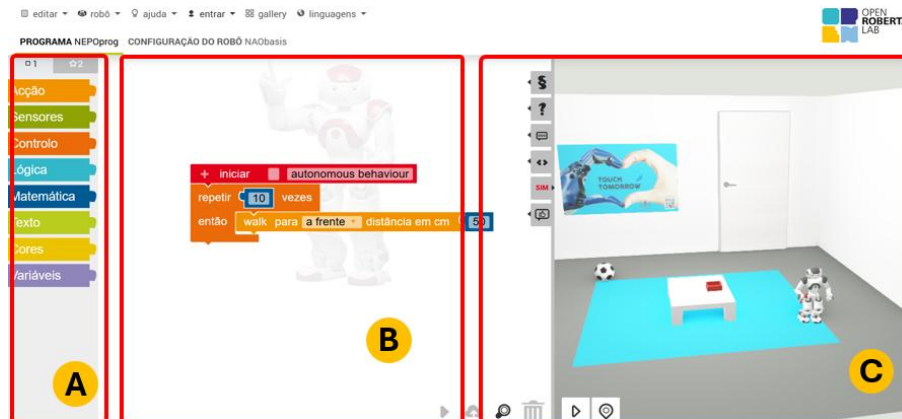 editar robô ajuda entrar gallery linguagens
OPEN
ROBERTA
LAB
PROGRAMA NEPOprog CONFIGURAÇÃO DO ROBÔ NAObasis
1 2
Acção
Sensores
Controlo
Lógica
Matemática
Texto
Cores
Variáveis
+ iniciar autonomous behaviour
repetir 10 vezes
então walk para a frente distância em cm 50
§
?
SIM
TOUCH
TOMORROW
A
B
C